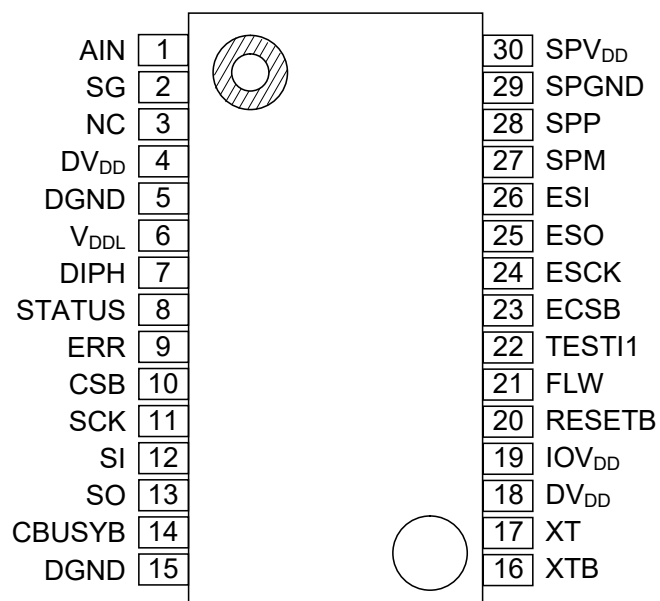 AIN 1 30 SPVDD
SG 2 29 SPGND
NC 3 28 SPP
DVDD 4 27 SPM
DGND 5 26 ESI
VDDL 6 25 ESO
DIPH 7 24 ESCK
STATUS 8 23 ECSB
ERR 9 22 TESTI1
CSB 10 21 FLW
SCK 11 20 RESETB
SI 12 19 IOVDD
SO 13 18 DVDD
CBUSYB 14 17 XT
DGND 15 16 XTB